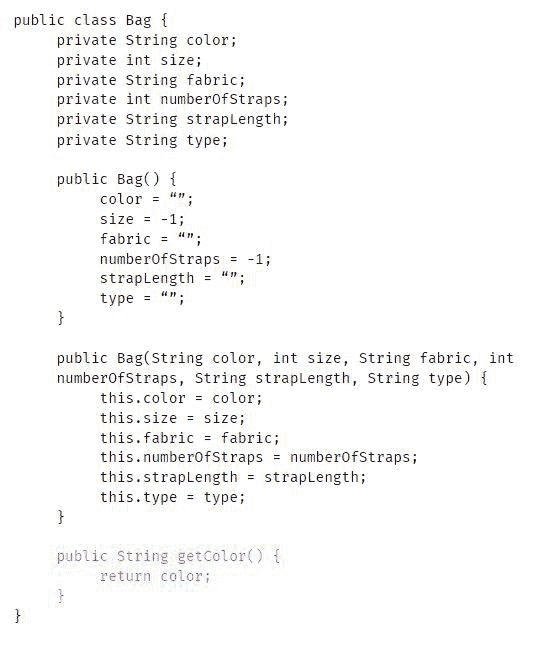 public class Bag {
private String color;
private int size;
private String fabric;
private int numberOfStraps;
private String strapLength;
private String type;
public Bag() {
color = “”;
size = -1;
fabric = “”;
numberOfStraps = -1;
strapLength = “”;
type = “”;
}
public Bag(String color, int size, String fabric, int
numberOfStraps, String strapLength, String type) {
this.color = color;
this.size = size;
this.fabric = fabric;
this.numberOfStraps = numberOfStraps;
this.strapLength = strapLength;
this.type = type;
}
public String getColor() {
return color;
}
}